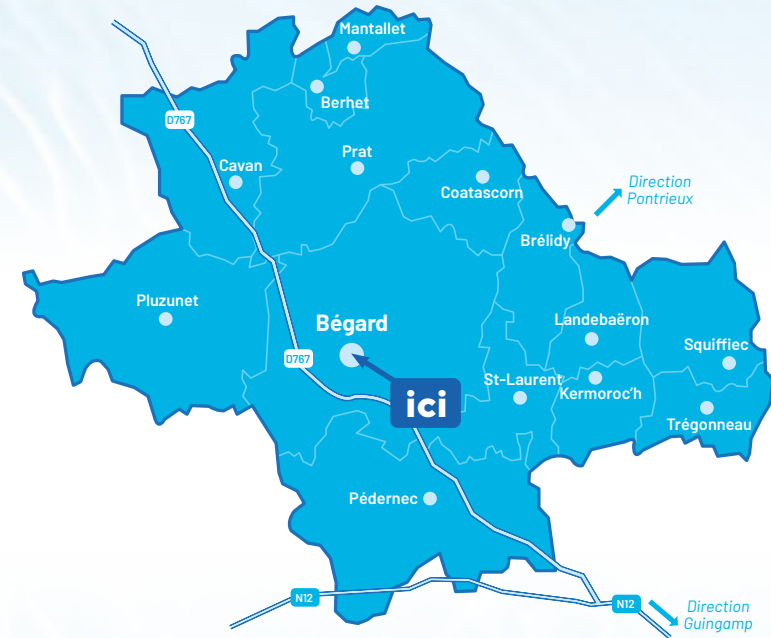 Mantallet
Berhet
D767
Prat
Cavan
Coatascorn
Direction
Pontrieux
Brélidy
Pluzunet
Bégard
Landebaëron
Squiffiec
D767
St-Laurent
Kermoroc'h
ici
Trégonneau
Pédernec
N12
N12
Direction
Guingamp